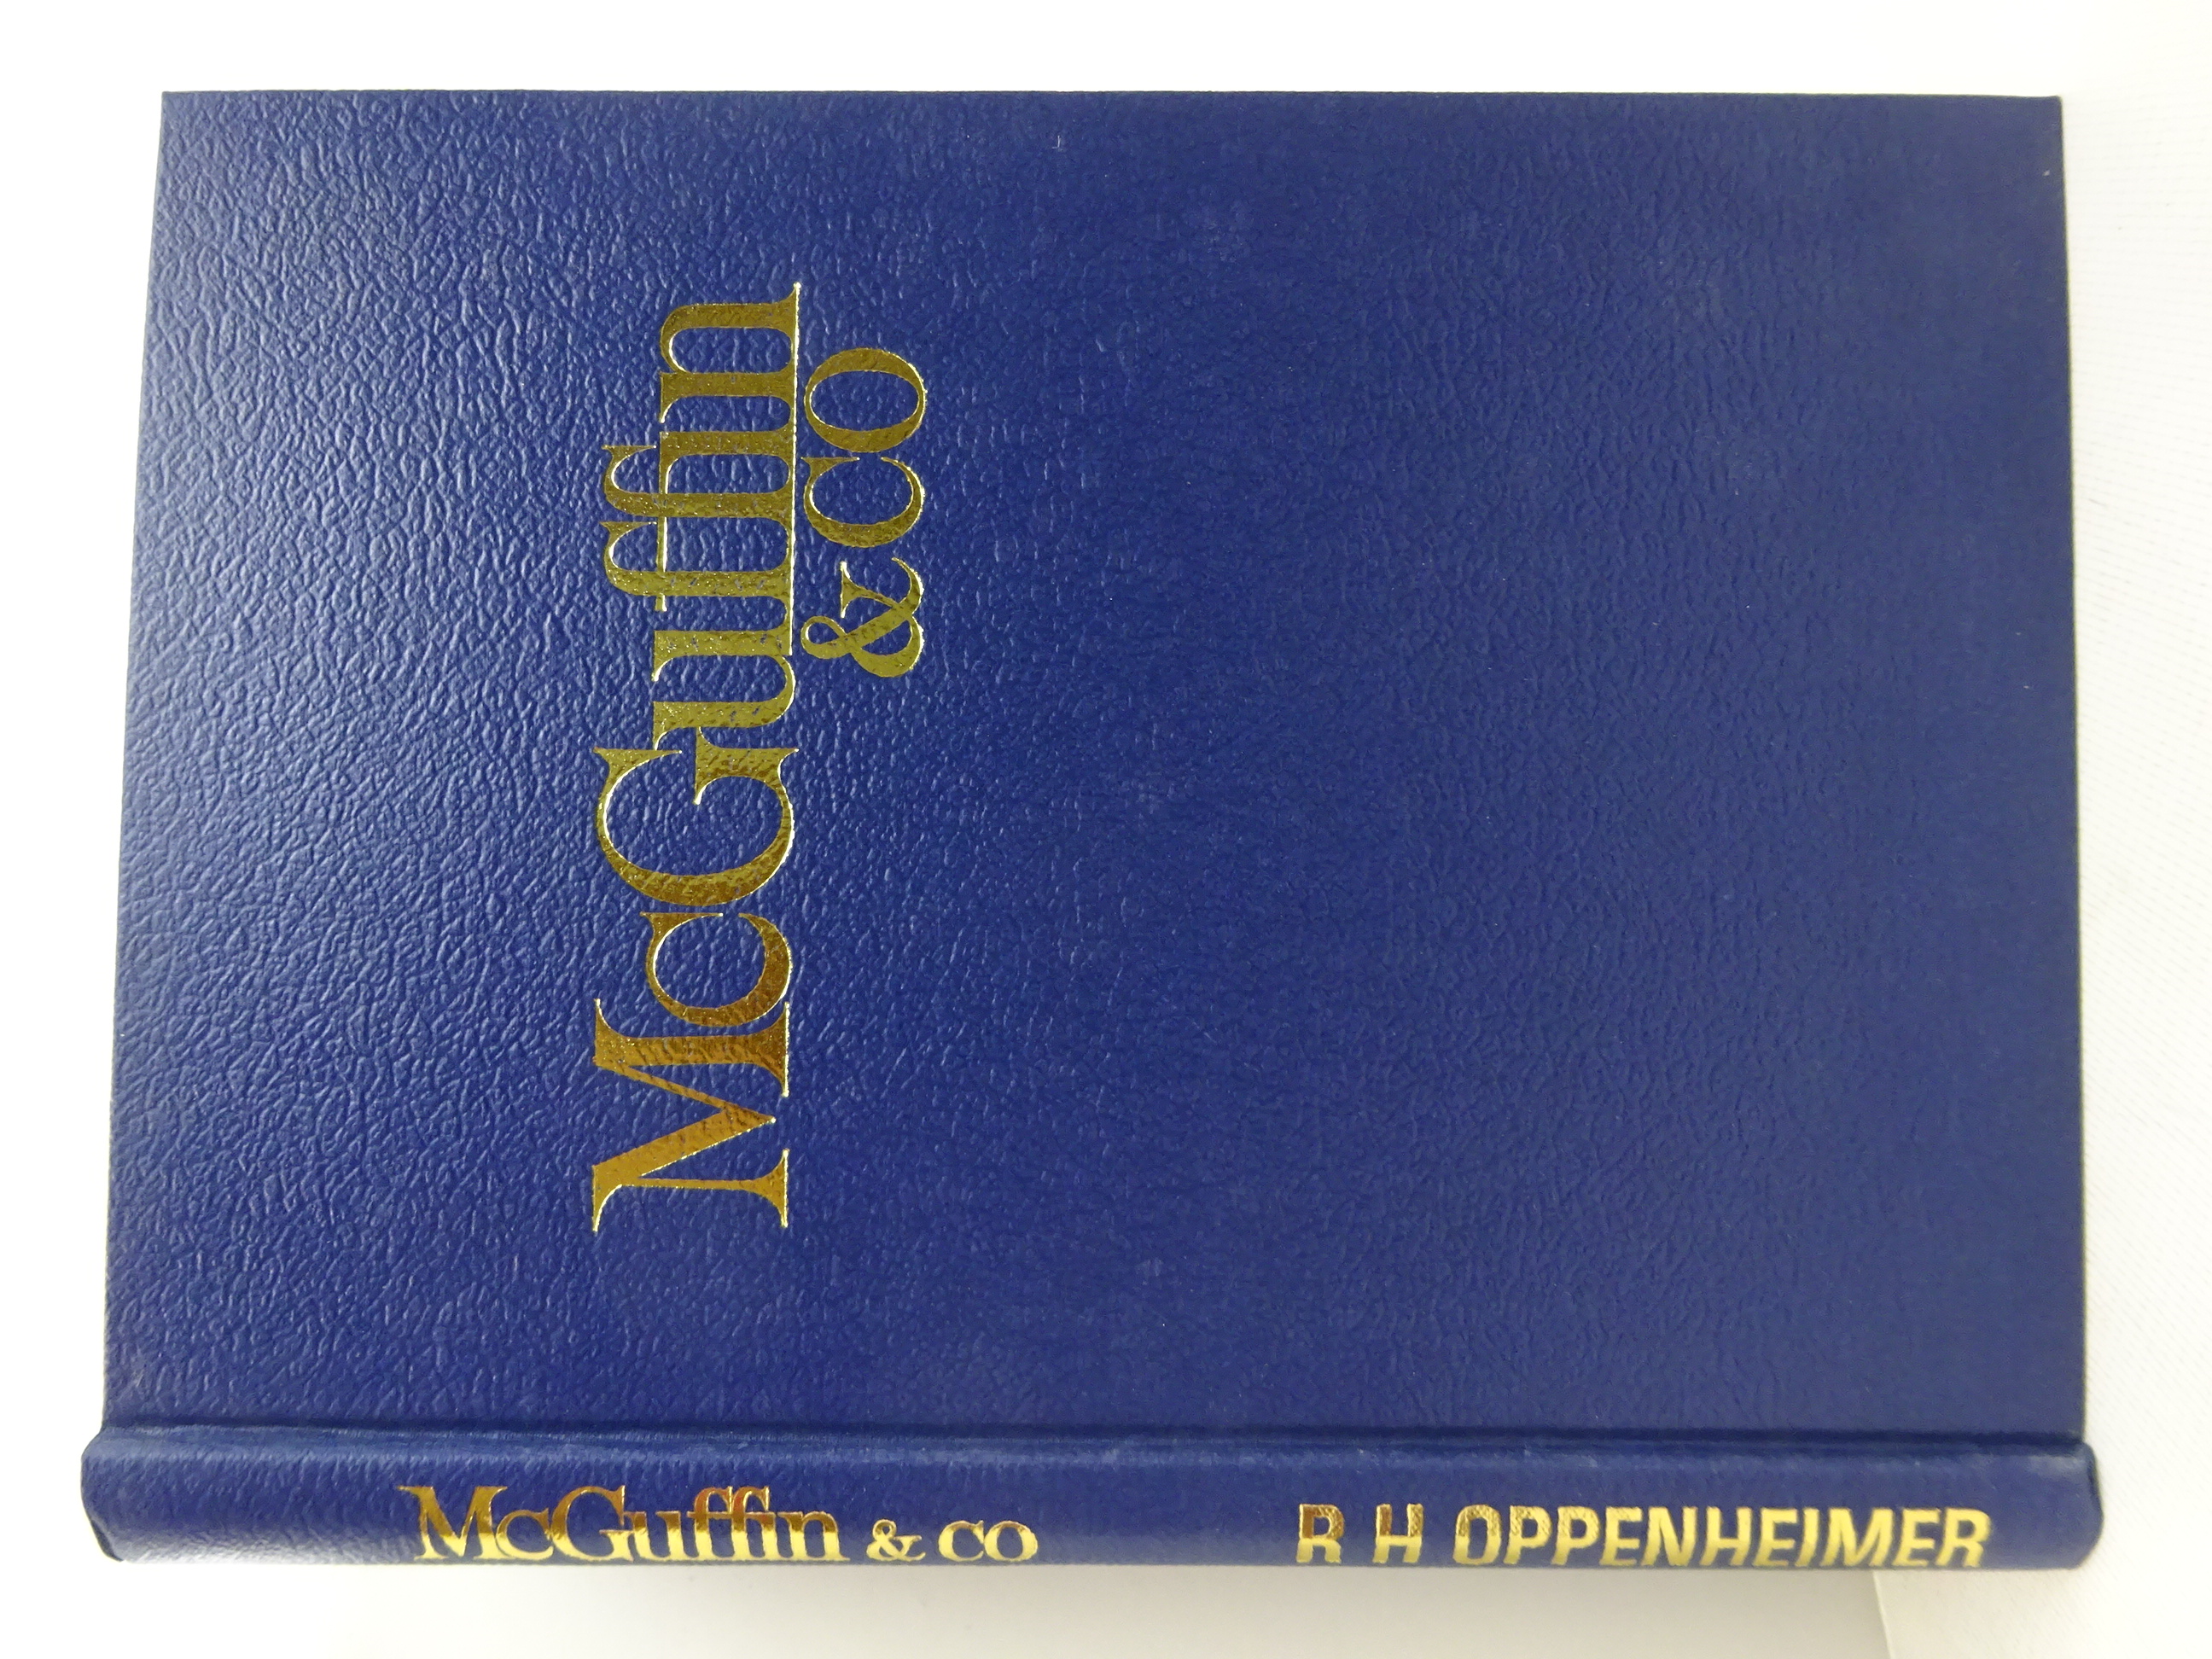 McGuffin
& CO
McGuffin & CO
R H OPPENHEIMER